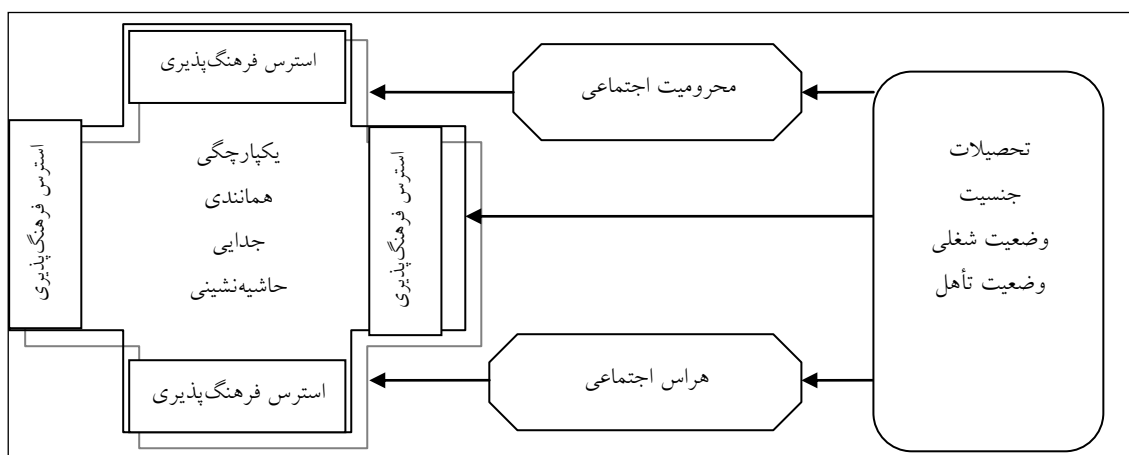 تحصیلات
جنسیت
وضعیت شغلی
وضعیت تأهل
محرومیت اجتماعی
هراس اجتماعی
استرس فرهنگ‌پذیری
استرس فرهنگ‌پذیری
یکپارچگی
همانندی
جدایی
حاشیه‌نشینی
استرس فرهنگ‌پذیری
استرس فرهنگ‌پذیری